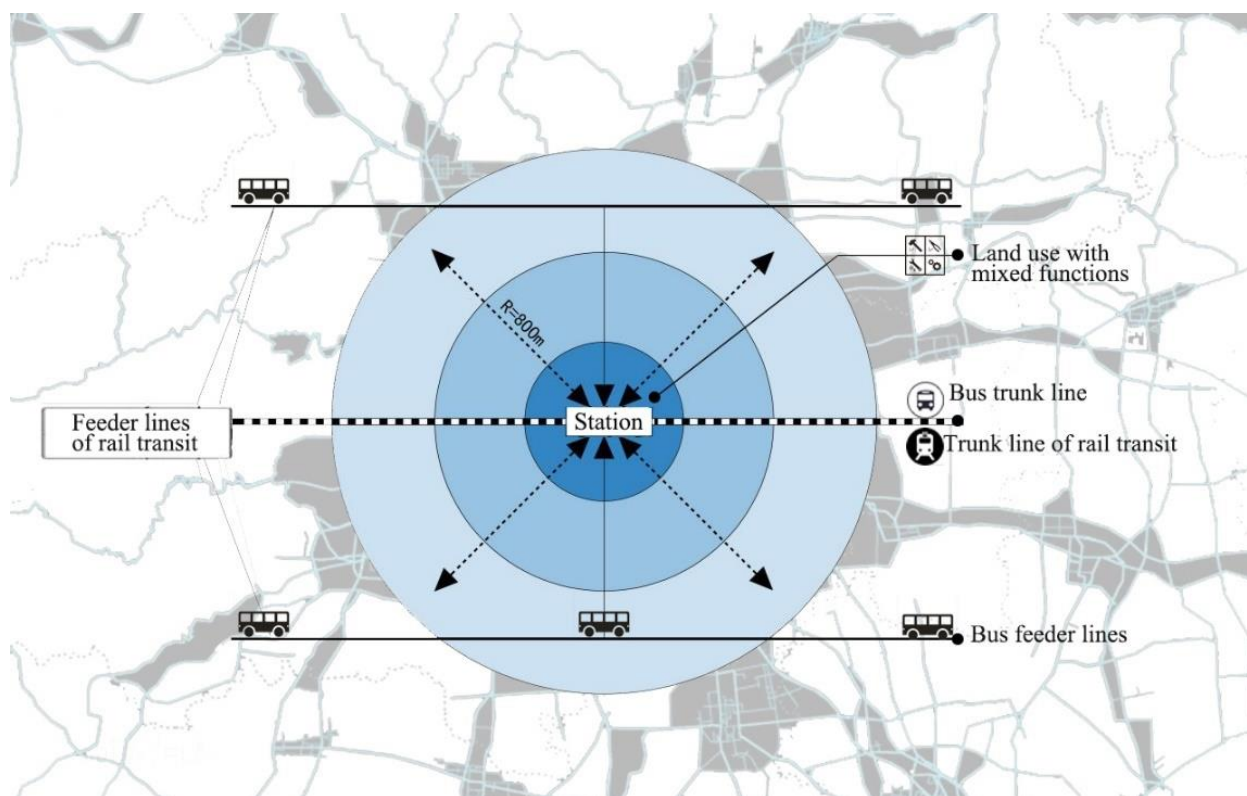 Land use with
mixed functions
R=800m
Bus trunk line
Feeder lines
of rail transit
Station
Trunk line of rail transit
Bus feeder lines